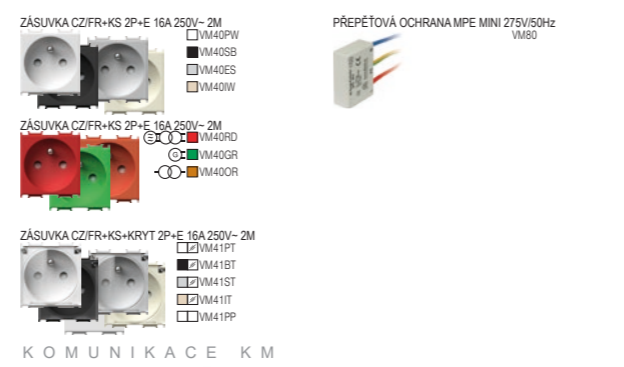 ZÁSUVKA CZ/FR+KS 2P+E 16A 250V~ 2M
VM40PW
VM40SB
VM40ES
VM40IW
ZÁSUVKA CZ/FR+KS 2P+E 16A 250V~ 2M
VM40RD
G
VM40GR
VM40OR
ZÁSUVKA CZ/FR+KS+KRYT 2P+E 16A 250V~ 2M
VM41PT
VM41BT
VM41ST
VM41IT
VM41PP
KOMUNIKACE KM
PŘEPĚŤOVÁ OCHRANA MPE MINI 275V/50Hz
VM80